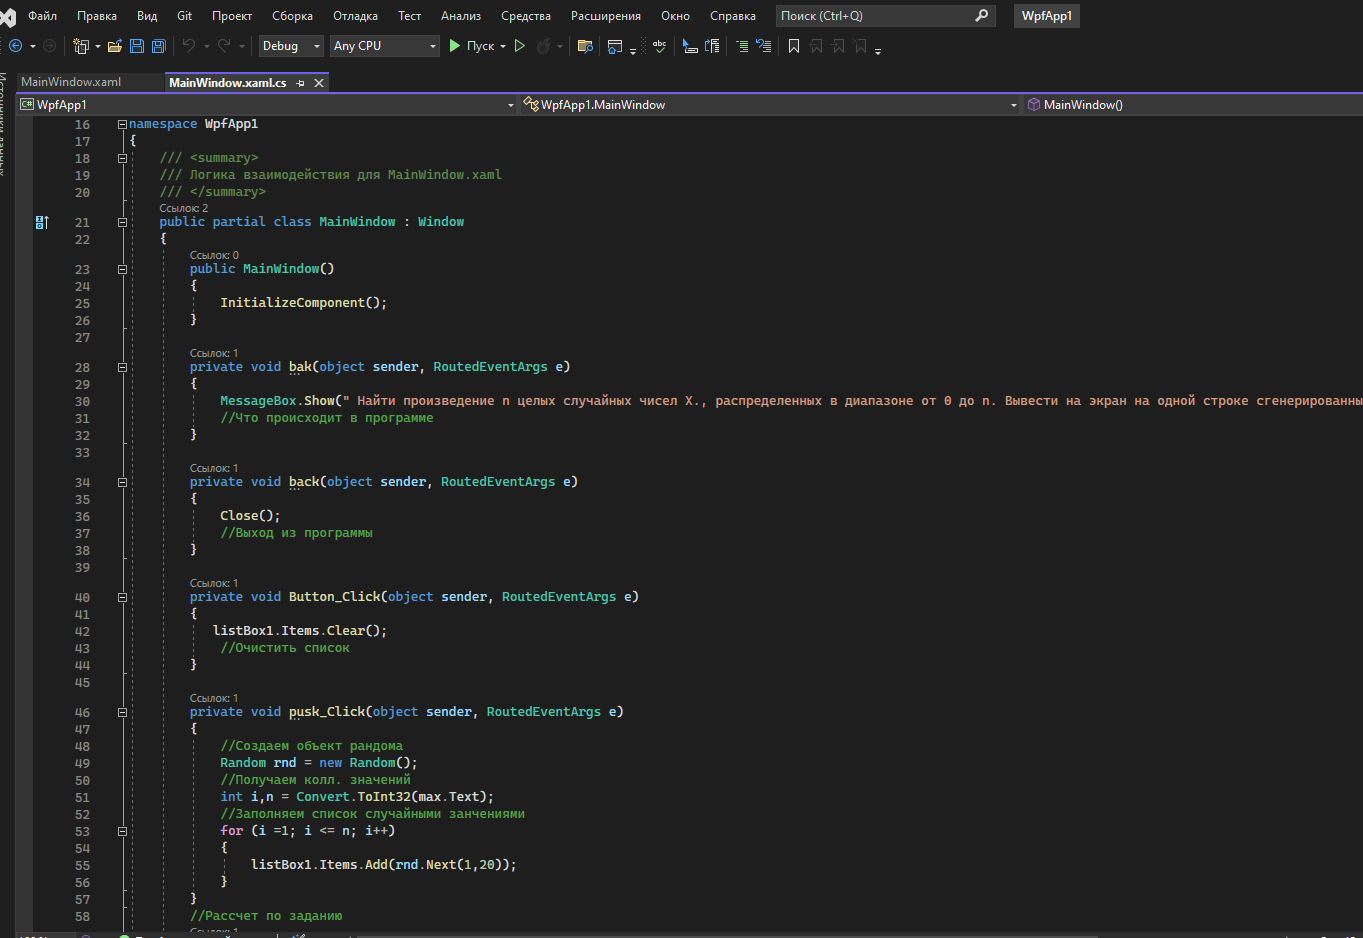 Файл Правка Вид Git Проект Сборка Отладка Тест Анализ Средства Расширения Окно Справка Поиск (Ctrl+Q) WpfApp1
Debug Any CPU Пуск abc
Источники данных
MainWindow.xaml MainWindow.xaml.cs
C# WpfApp1 WpfApp1.MainWindow MainWindow()
16 namespace WpfApp1
17 {
18 /// <summary>
19 /// Логика взаимодействия для MainWindow.xaml
20 /// </summary>
Ссылок: 2
21 public partial class MainWindow : Window
22 {
Ссылок: 0
23 public MainWindow()
24 {
25 InitializeComponent();
26 }
27
Ссылок: 1
28 private void bak(object sender, RoutedEventArgs e)
29 {
30 MessageBox.Show(" Найти произведение n целых случайных чисел X., распределенных в диапазоне от 0 до n. Вывести на экран на одной строке сгенерированны
31 //Что происходит в программе
32 }
33
Ссылок: 1
34 private void back(object sender, RoutedEventArgs e)
35 {
36 Close();
37 //Выход из программы
38 }
39
Ссылок: 1
40 private void Button_Click(object sender, RoutedEventArgs e)
41 {
42 listBox1.Items.Clear();
43 //Очистить список
44 }
45
Ссылок: 1
46 private void pusk_Click(object sender, RoutedEventArgs e)
47 {
48 //Создаем объект рандома
49 Random rnd = new Random();
50 //Получаем колл. значений
51 int i,n = Convert.ToInt32(max.Text);
52 //Заполняем список случайными занчениями
53 for (i =1; i <= n; i++)
54 {
55 listBox1.Items.Add(rnd.Next(1,20));
56 }
57 }
58 //Рассчет по заданию
Ссылок: 1